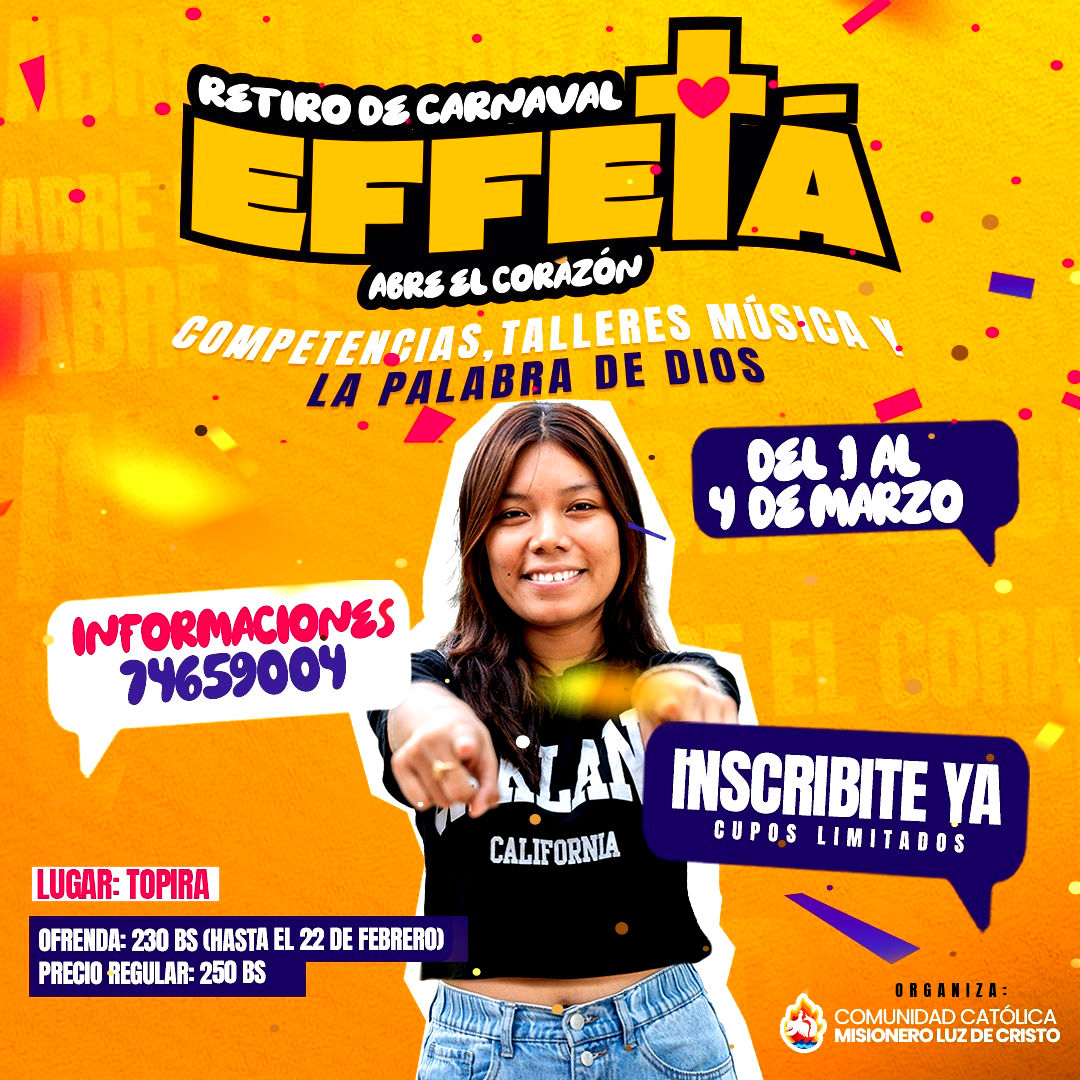 RETIRO DE CARNAVAL
EFFETÁ
ABRE EL CORAZÓN
COMPETENCIAS, TALLERES MÚSICA Y
LA PALABRA DE DIOS
DEL 1 AL
4 DE MARZO
INFORMACIONES
74659004
CALIFORNIA
INSCRIBITE YA
CUPOS LIMITADOS
LUGAR: TOPIRA
OFRENDA: 230 BS (HASTA EL 22 DE FEBRERO)
PRECIO REGULAR: 250 BS
ORGANIZA:
COMUNIDAD CATÓLICA
MISIONERO LUZ DE CRISTO